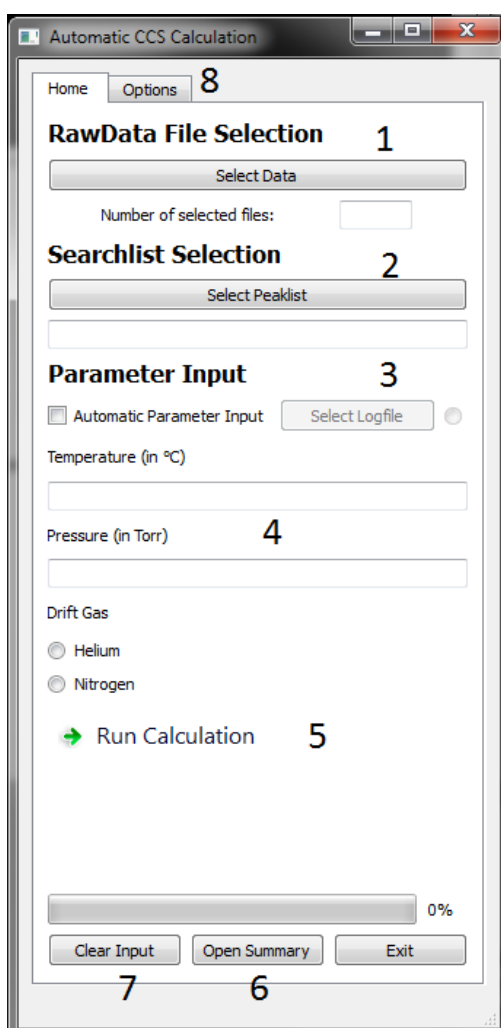 Automatic CCS Calculation
Home Options 8
RawData File Selection 1
Select Data
Number of selected files:
Searchlist Selection 2
Select Peaklist
Parameter Input 3
Automatic Parameter Input Select Logfile
Temperature (in °C)
Pressure (in Torr) 4
Drift Gas
Helium
Nitrogen
Run Calculation 5
0%
Clear Input Open Summary Exit
7 6